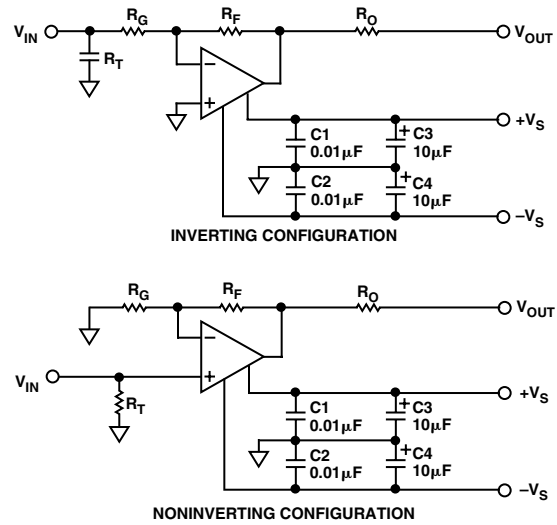 R_G
R_F
R_O
V_IN
V_OUT
R_T
−
+
+V_S
C1
0.01μF
+ C3
10μF
C2
0.01μF
+ C4
10μF
−V_S
INVERTING CONFIGURATION
R_G
R_F
R_O
V_OUT
−
V_IN
+
R_T
+V_S
C1
0.01μF
+ C3
10μF
C2
0.01μF
+ C4
10μF
−V_S
NONINVERTING CONFIGURATION